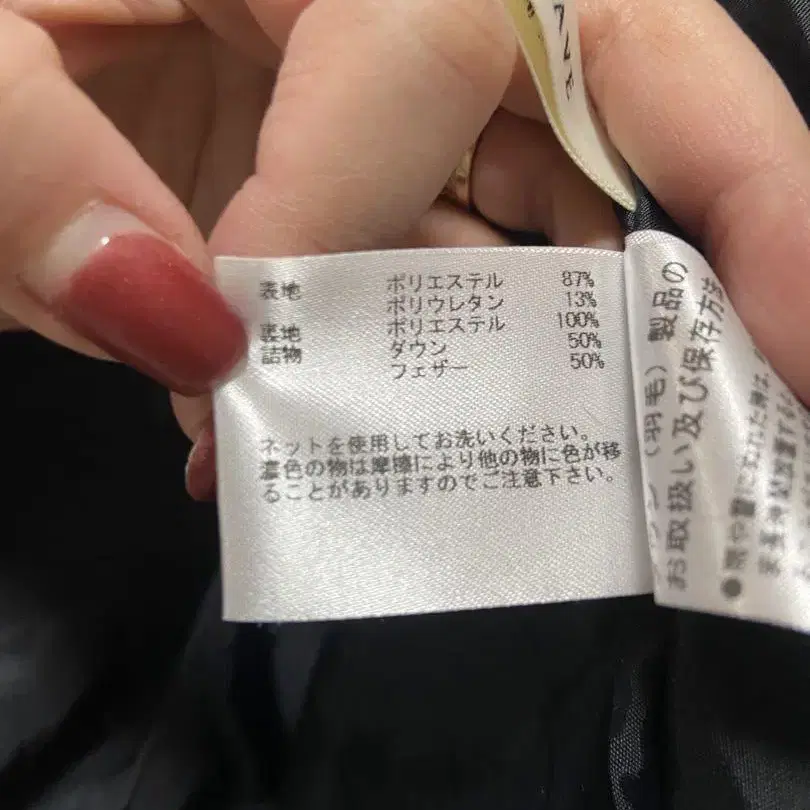 表地 ポリエステル 87%
ポリウレタン 13%
裏地 ポリエステル 100%
詰物 ダウン 50%
フェザー 50%
ネットを使用してお洗いください。
濃色の物は摩擦により他の物に色が移
ることがありますのでご注意下さい。
(羽毛) 製品の
お取扱い及び保存方法